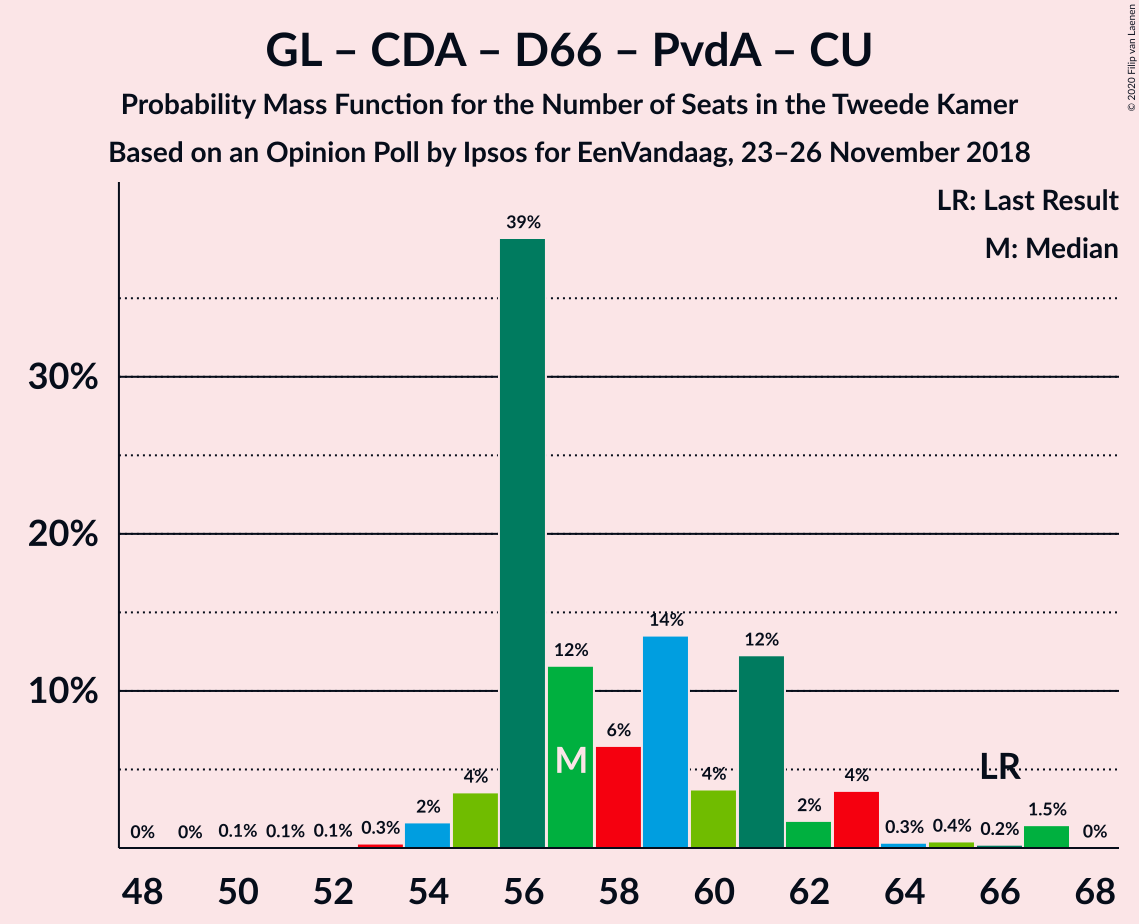 GL – CDA – D66 – PvdA – CU
Probability Mass Function for the Number of Seats in the Tweede Kamer
Based on an Opinion Poll by Ipsos for EenVandaag, 23–26 November 2018
© 2020 Filip van Laenen
LR: Last Result
M: Median
30%
20%
10%
0%
0%
0.1%
0.1%
0.1%
0.3%
2%
4%
39%
12%
6%
14%
4%
12%
2%
4%
0.3%
0.4%
0.2%
1.5%
0%
M
LR
48 50 52 54 56 58 60 62 64 66 68